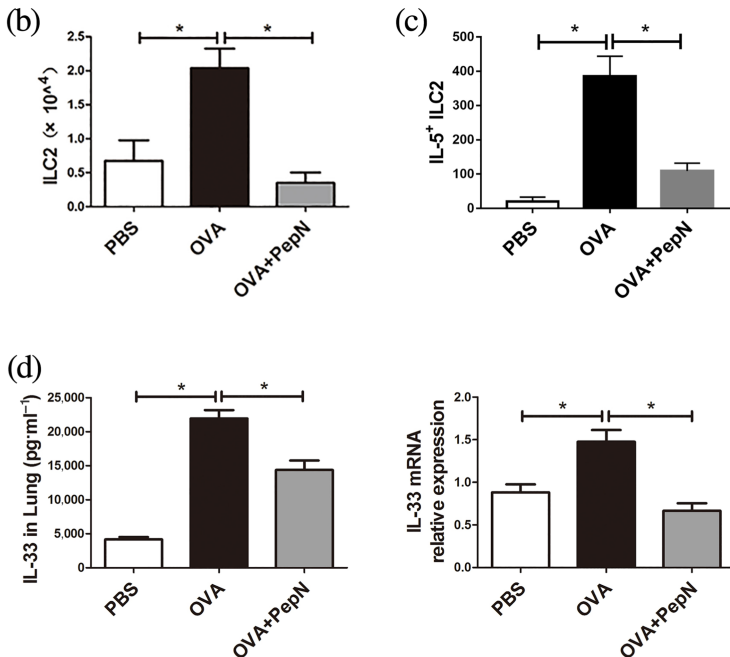 (b)
ILC2 (× 10^4)
2.5
2.0
1.5
1.0
0.5
0.0
*
*
PBS
OVA
OVA+PepN
(c)
IL-5⁺ ILC2
500
400
300
200
100
0
*
*
PBS
OVA
OVA+PepN
(d)
IL-33 in Lung (pg·ml⁻¹)
25,000
20,000
15,000
10.000
5,000
0
*
*
PBS
OVA
OVA+PepN
IL-33 mRNA
relative expression
2.0
1.5
1.0
0.5
0.0
*
*
PBS
OVA
OVA+PepN